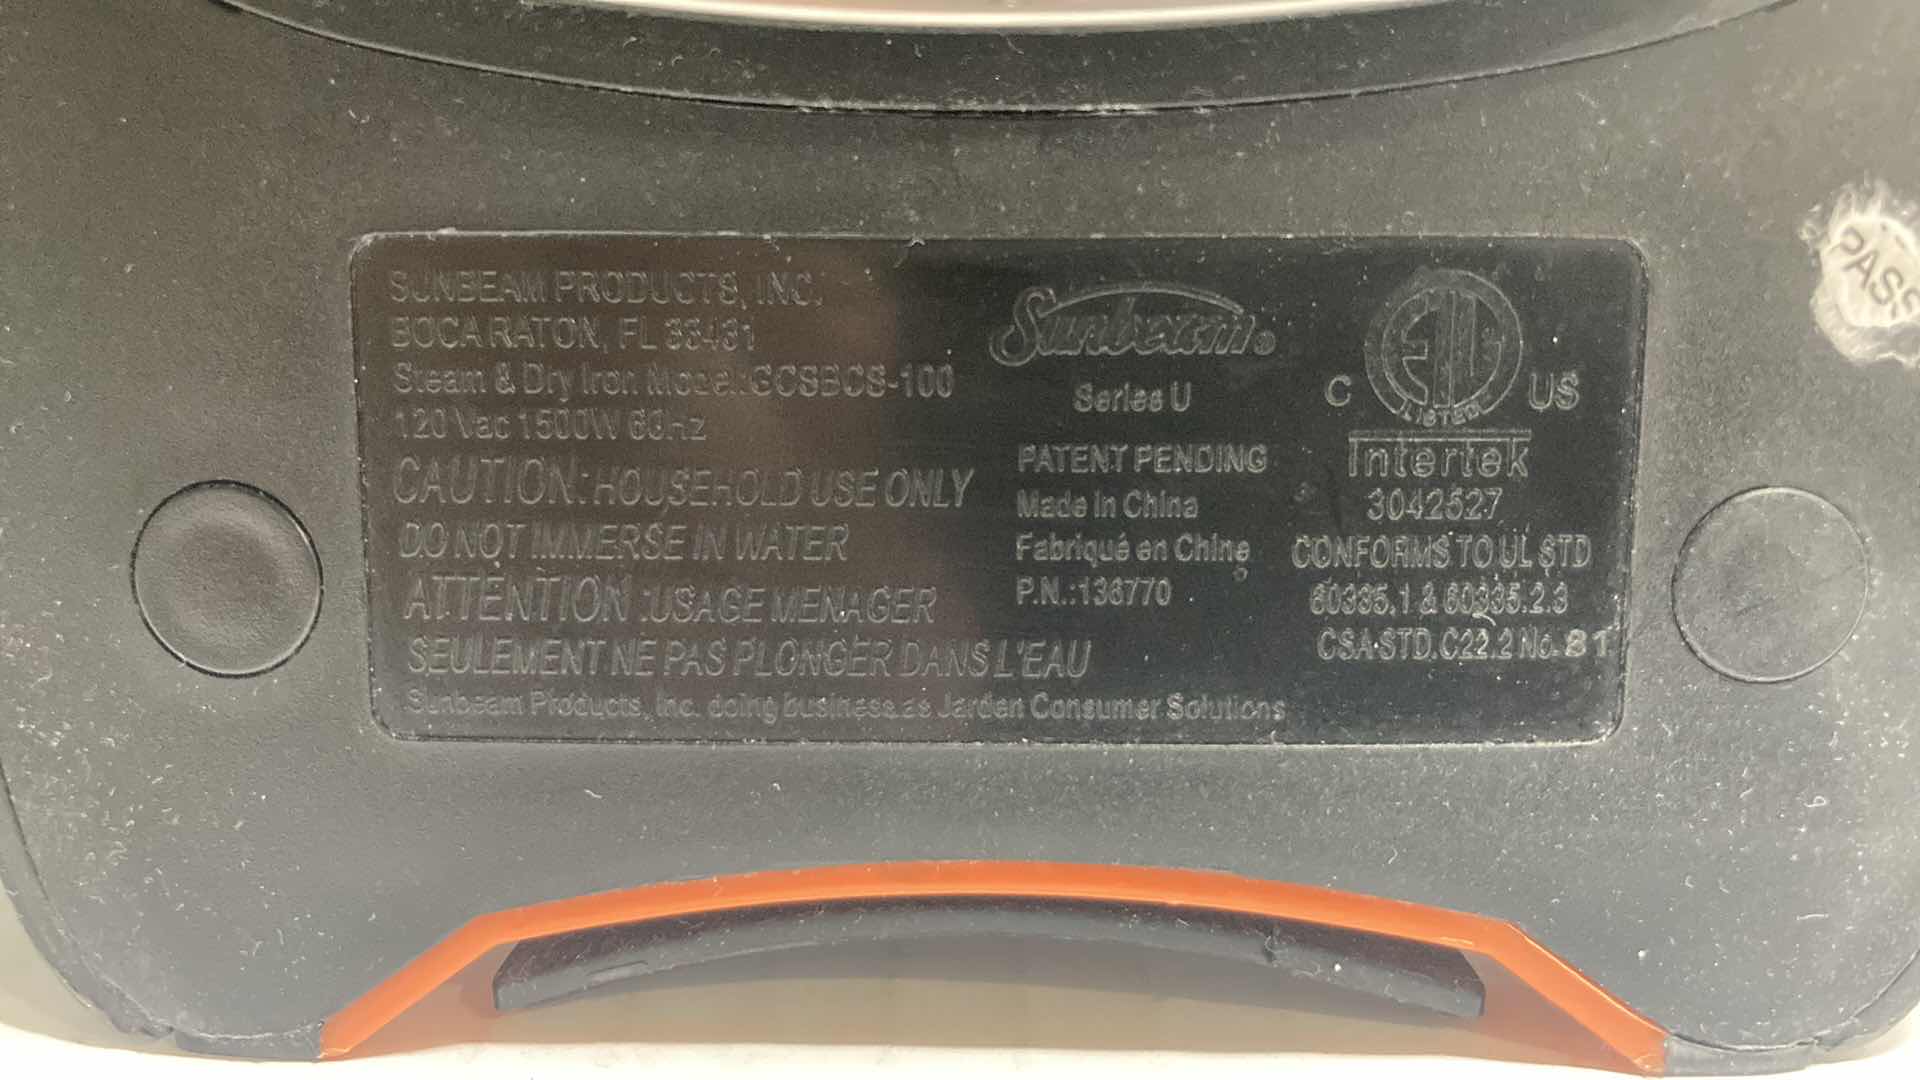 SUNBEAM PRODUCTS, INC.
BOCA RATON, FL 33431
Steam & Dry Iron Model:GCSBCS-100
120Vac 1500W 60Hz
CAUTION: HOUSEHOLD USE ONLY
DO NOT IMMERSE IN WATER
ATTENTION :USAGE MENAGER
SEULEMENT NE PAS PLONGER DANS L'EAU
Sunbeam Products, Inc. doing business as Jarden Consumer Solutions
Sunbeam®
Series U
PATENT PENDING
Made in China
Fabriqué en Chine
P.N.:136770
ETL
LISTED
C US
Intertek
3042527
CONFORMS TO UL STD
60335.1 & 60335.2.3
CSA STD.C22.2 No. 81
PASS